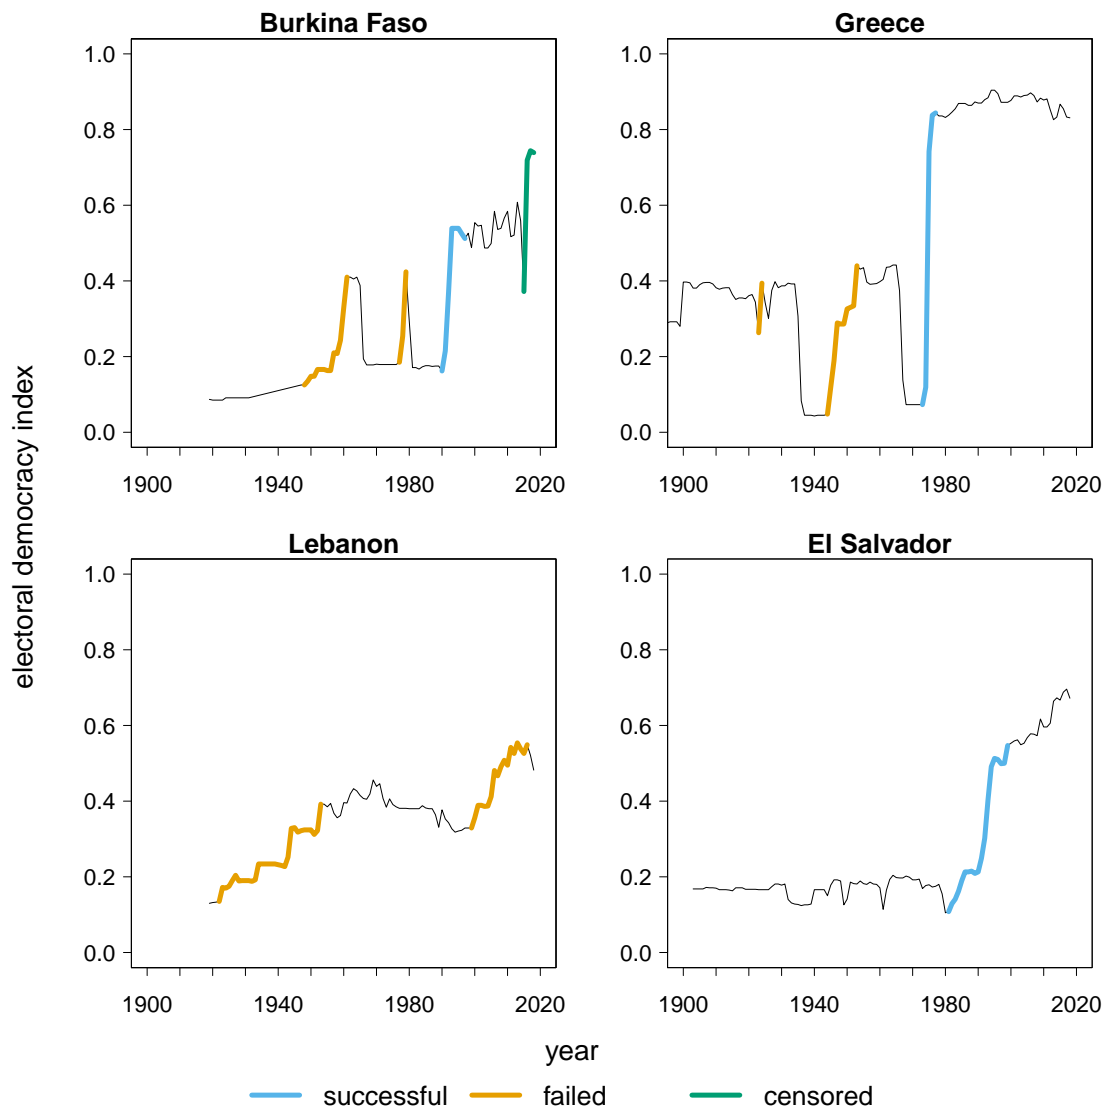 Burkina Faso
Greece
1.0
0.8
0.6
0.4
0.2
0.0
1900 1940 1980 2020
1.0
0.8
0.6
0.4
0.2
0.0
1900 1940 1980 2020
Lebanon
El Salvador
1.0
0.8
0.6
0.4
0.2
0.0
1900 1940 1980 2020
1.0
0.8
0.6
0.4
0.2
0.0
1900 1940 1980 2020
electoral democracy index
year
successful failed censored